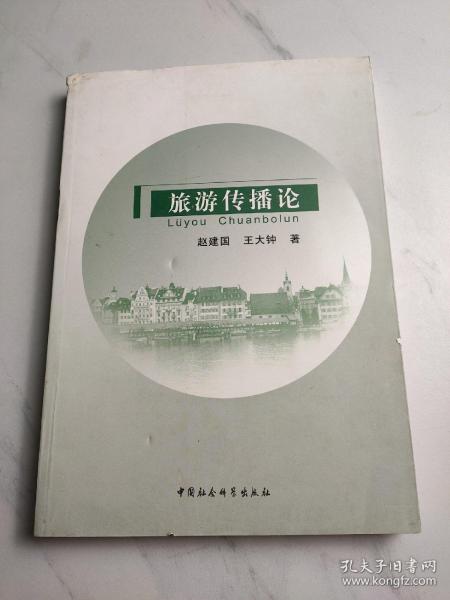 旅游传播论
Lüyou Chuanbolun
赵建国 王大钟 著
中国社会科学出版社
孔夫子旧书网
www.kongfz.com